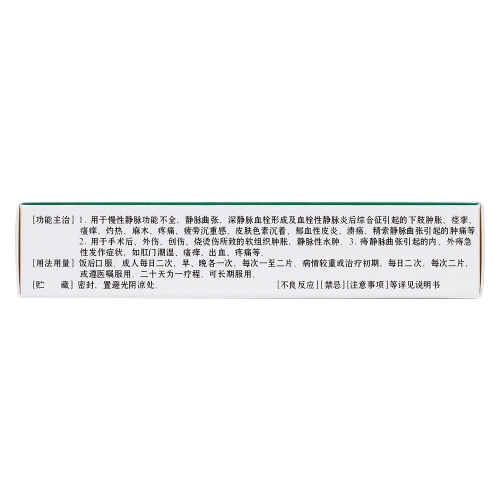 [功能主治] 1. 用于慢性静脉功能不全、静脉曲张、深静脉血栓形成及血栓性静脉炎后综合征引起的下肢肿胀、痉挛、
瘙痒、灼热、麻木、疼痛、疲劳沉重感、皮肤色素沉着、郁血性皮炎、溃疡、精索静脉曲张引起的肿痛等。
2. 用于手术后、外伤、创伤、烧烫伤所致的软组织肿胀、静脉性水肿。3. 痔静脉曲张引起的内、外痔急
性发作症状，如肛门潮湿、瘙痒、出血、疼痛等。
[用法用量] 饭后口服，成人每日二次，早、晚各一次，每次一至二片，病情较重或治疗初期，每日二次，每次二片，
或遵医嘱服用。二十天为一疗程，可长期服用。
[贮 藏] 密封，置避光阴凉处。 [不良反应][禁忌][注意事项]等详见说明书